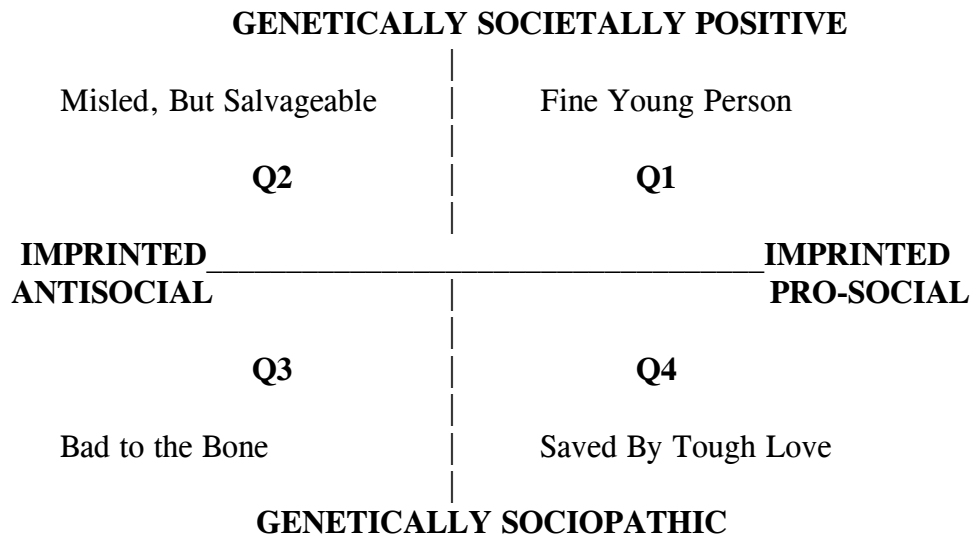 GENETICALLY SOCIETALLY POSITIVE
Misled, But Salvageable Fine Young Person
Q2 Q1
IMPRINTED IMPRINTED
ANTISOCIAL PRO-SOCIAL
Q3 Q4
Bad to the Bone Saved By Tough Love
GENETICALLY SOCIOPATHIC